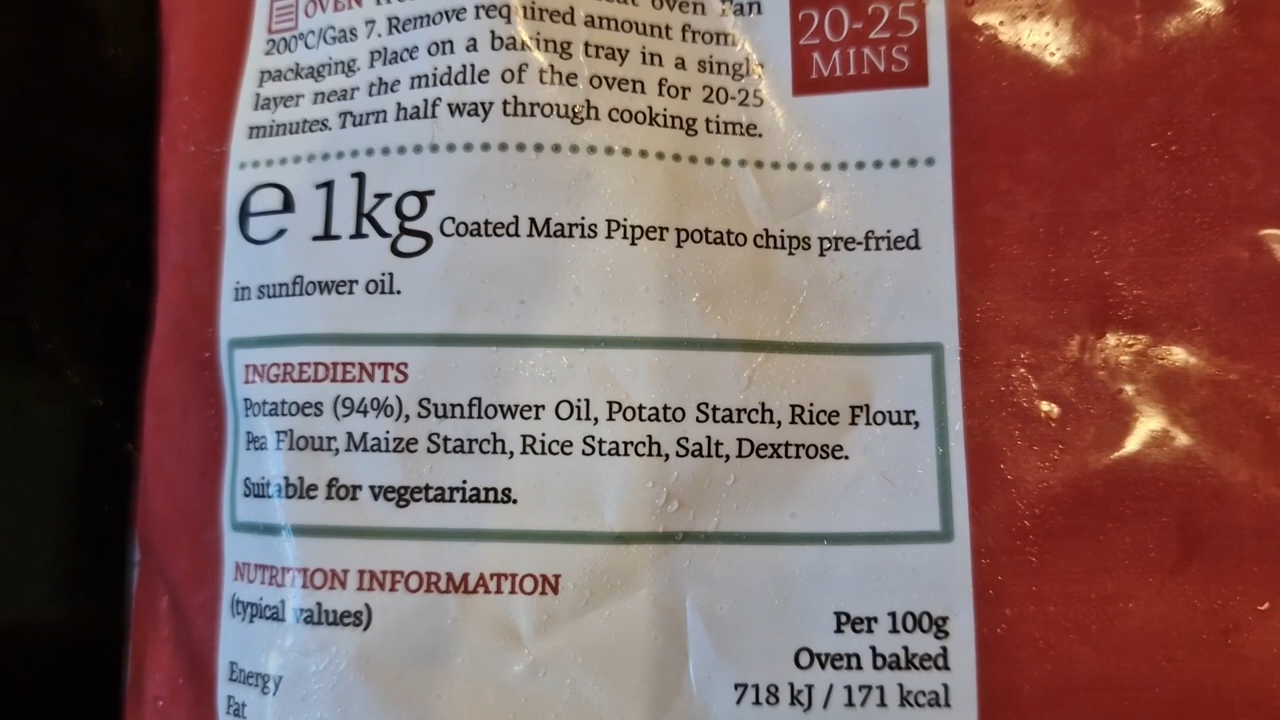 OVEN oven Fan
200°C/Gas 7. Remove required amount from
packaging. Place on a baking tray in a single
layer near the middle of the oven for 20-25
minutes. Turn half way through cooking time.
20-25
MINS
e 1kg Coated Maris Piper potato chips pre-fried
in sunflower oil.
INGREDIENTS
Potatoes (94%), Sunflower Oil, Potato Starch, Rice Flour,
Pea Flour, Maize Starch, Rice Starch, Salt, Dextrose.
Suitable for vegetarians.
NUTRITION INFORMATION
(typical values)
Per 100g
Oven baked
Energy 718 kJ / 171 kcal
Fat